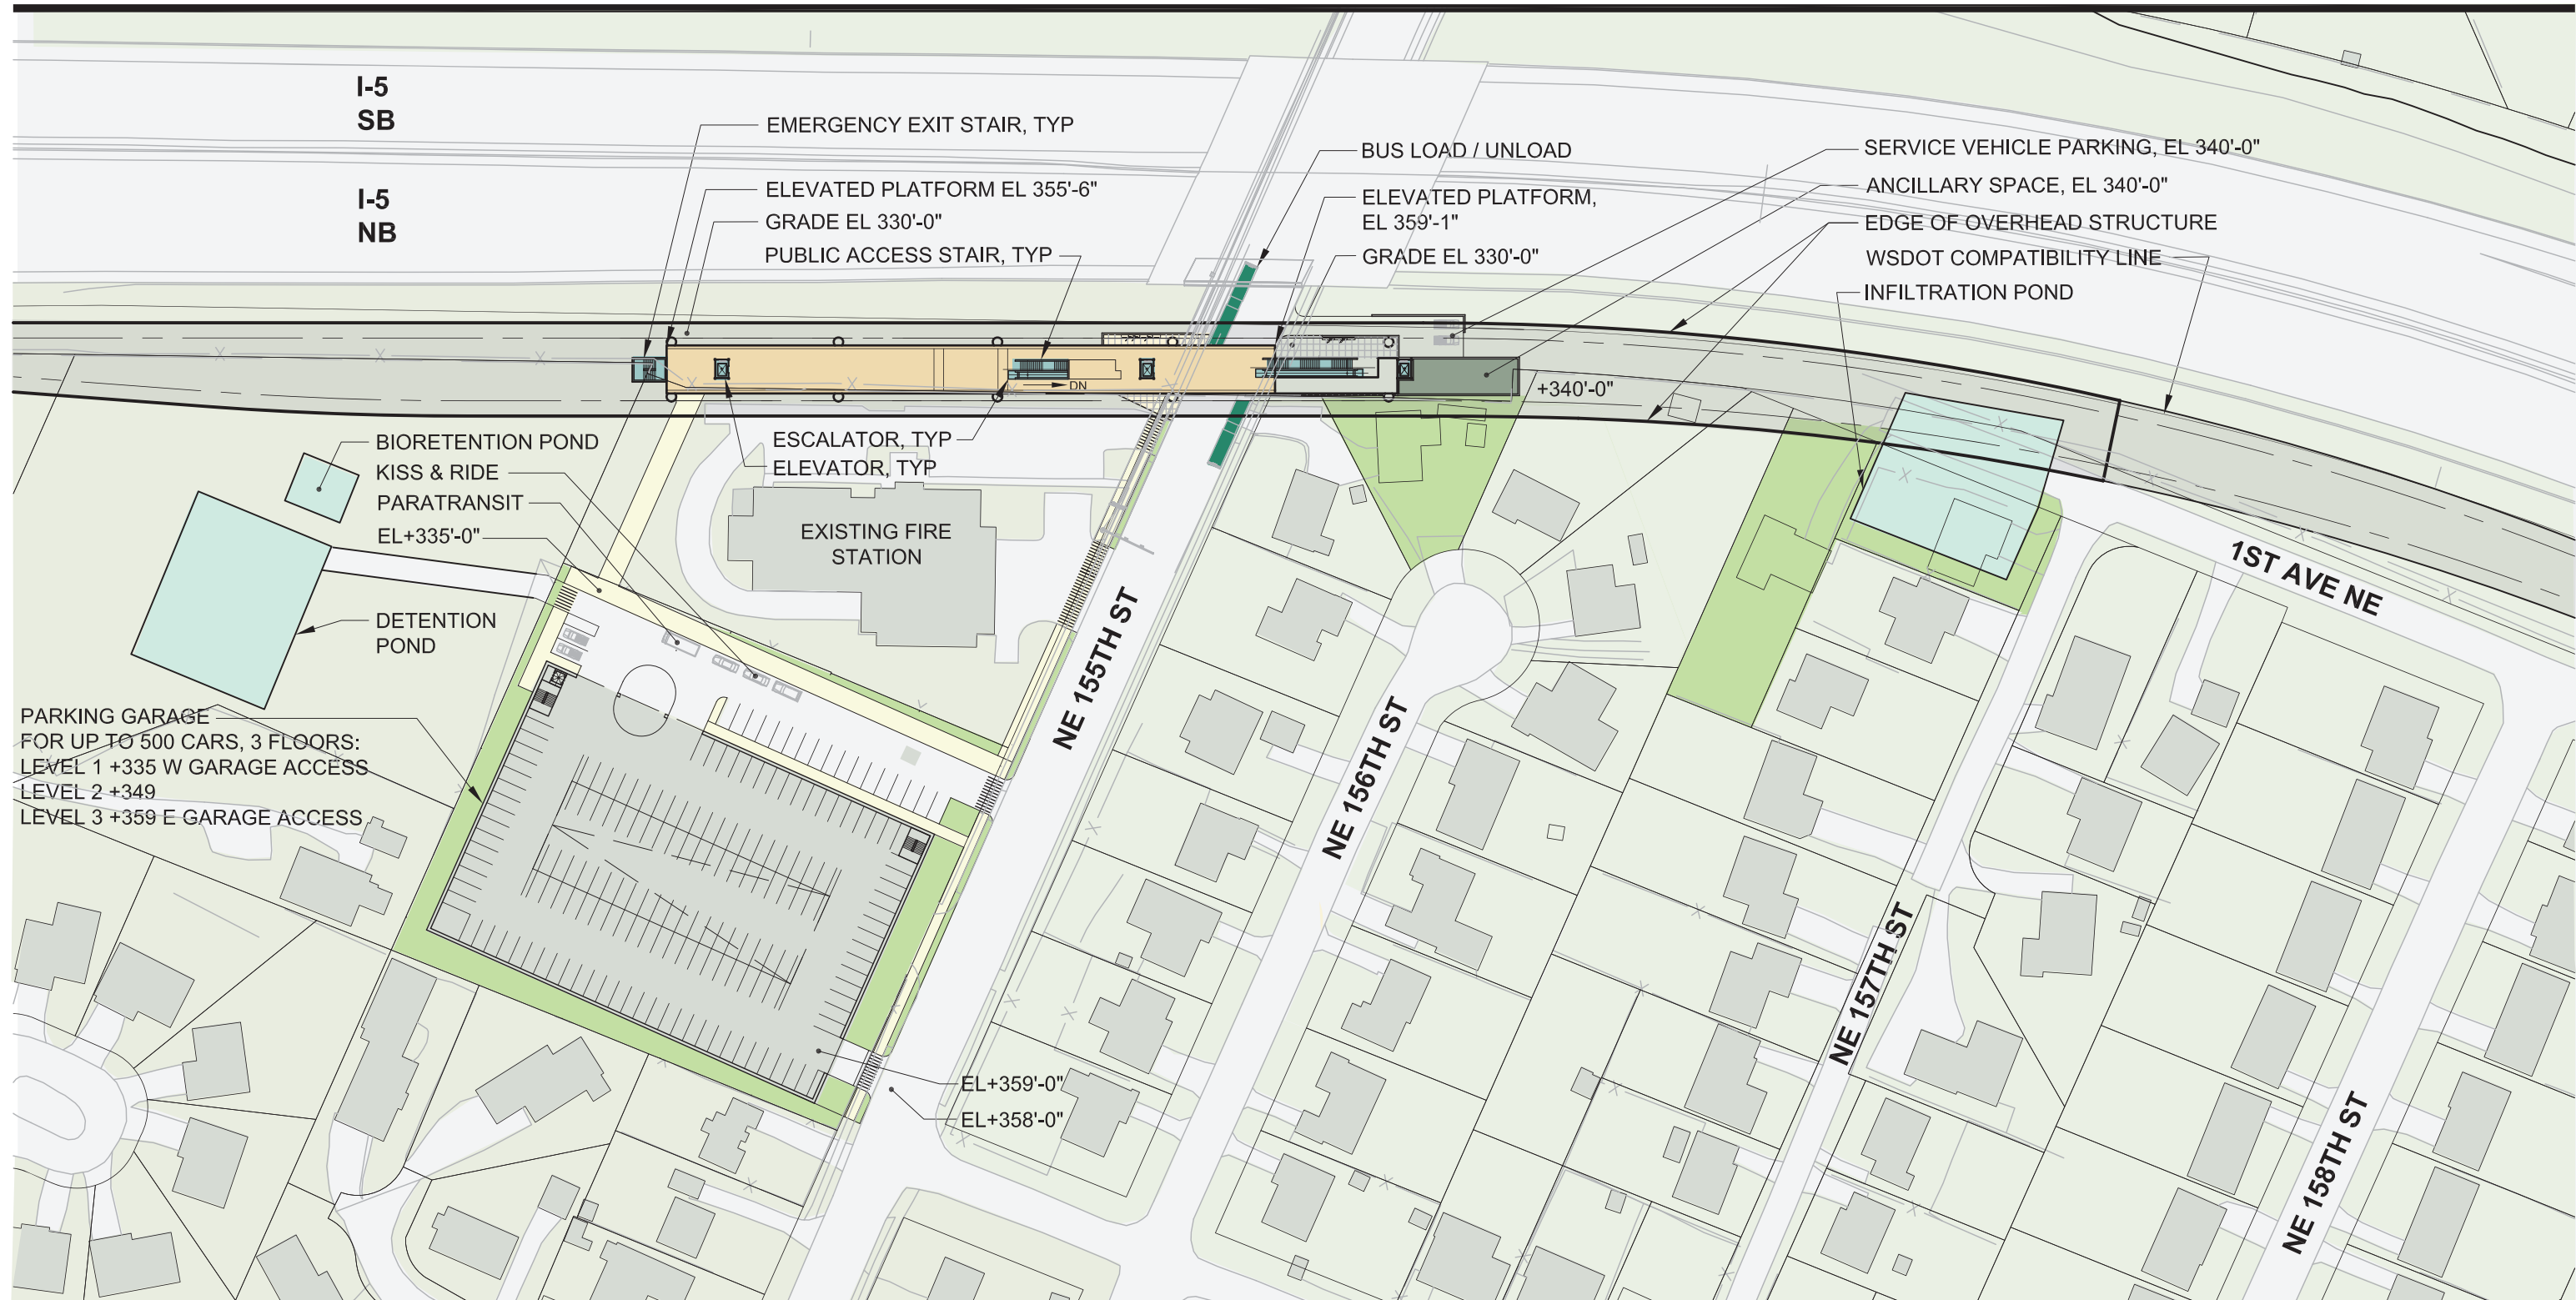 I-5
SB
I-5
NB
EMERGENCY EXIT STAIR, TYP
ELEVATED PLATFORM EL 355'-6"
GRADE EL 330'-0"
PUBLIC ACCESS STAIR, TYP
BUS LOAD / UNLOAD
ELEVATED PLATFORM,
EL 359'-1"
GRADE EL 330'-0"
SERVICE VEHICLE PARKING, EL 340'-0"
ANCILLARY SPACE, EL 340'-0"
EDGE OF OVERHEAD STRUCTURE
WSDOT COMPATIBILITY LINE
INFILTRATION POND
DN
+340'-0"
ESCALATOR, TYP
ELEVATOR, TYP
BIORETENTION POND
KISS & RIDE
PARATRANSIT
EL+335'-0"
EXISTING FIRE
STATION
DETENTION
POND
PARKING GARAGE
FOR UP TO 500 CARS, 3 FLOORS:
LEVEL 1 +335 W GARAGE ACCESS
LEVEL 2 +349
LEVEL 3 +359 E GARAGE ACCESS
EL+359'-0"
EL+358'-0"
NE 155TH ST
NE 156TH ST
NE 157TH ST
NE 158TH ST
1ST AVE NE